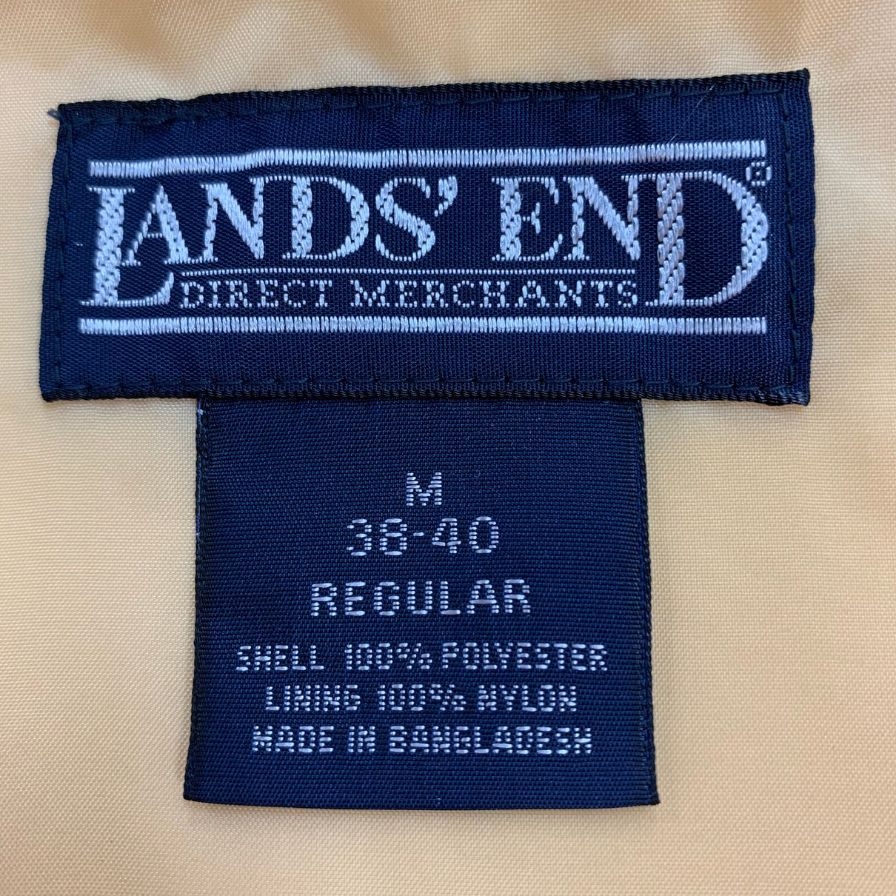 LANDS' END®
DIRECT MERCHANTS
M
38-40
REGULAR
SHELL 100% POLYESTER
LINING 100% NYLON
MADE IN BANGLADESH